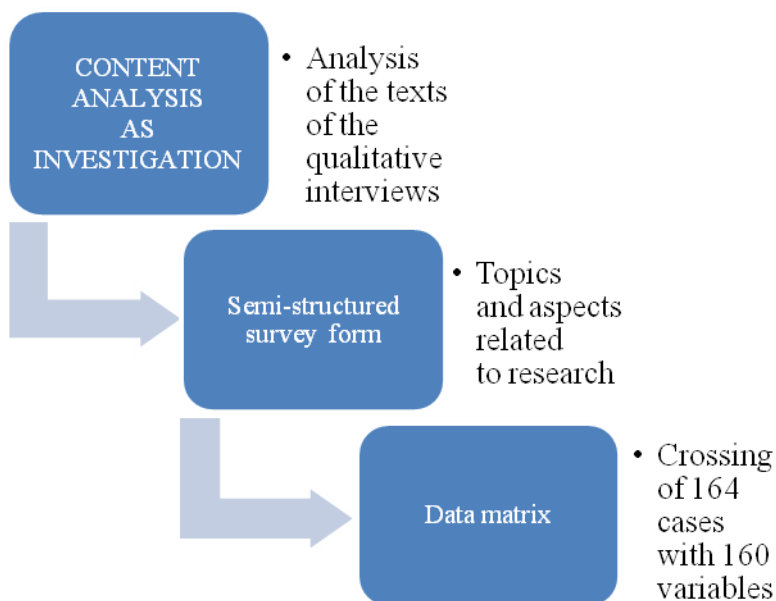 CONTENT
ANALYSIS
AS
INVESTIGATION
• Analysis
of the texts
of the
qualitative
interviews
Semi-structured
survey form
• Topics
and aspects
related
to research
Data matrix
• Crossing
of 164
cases
with 160
variables